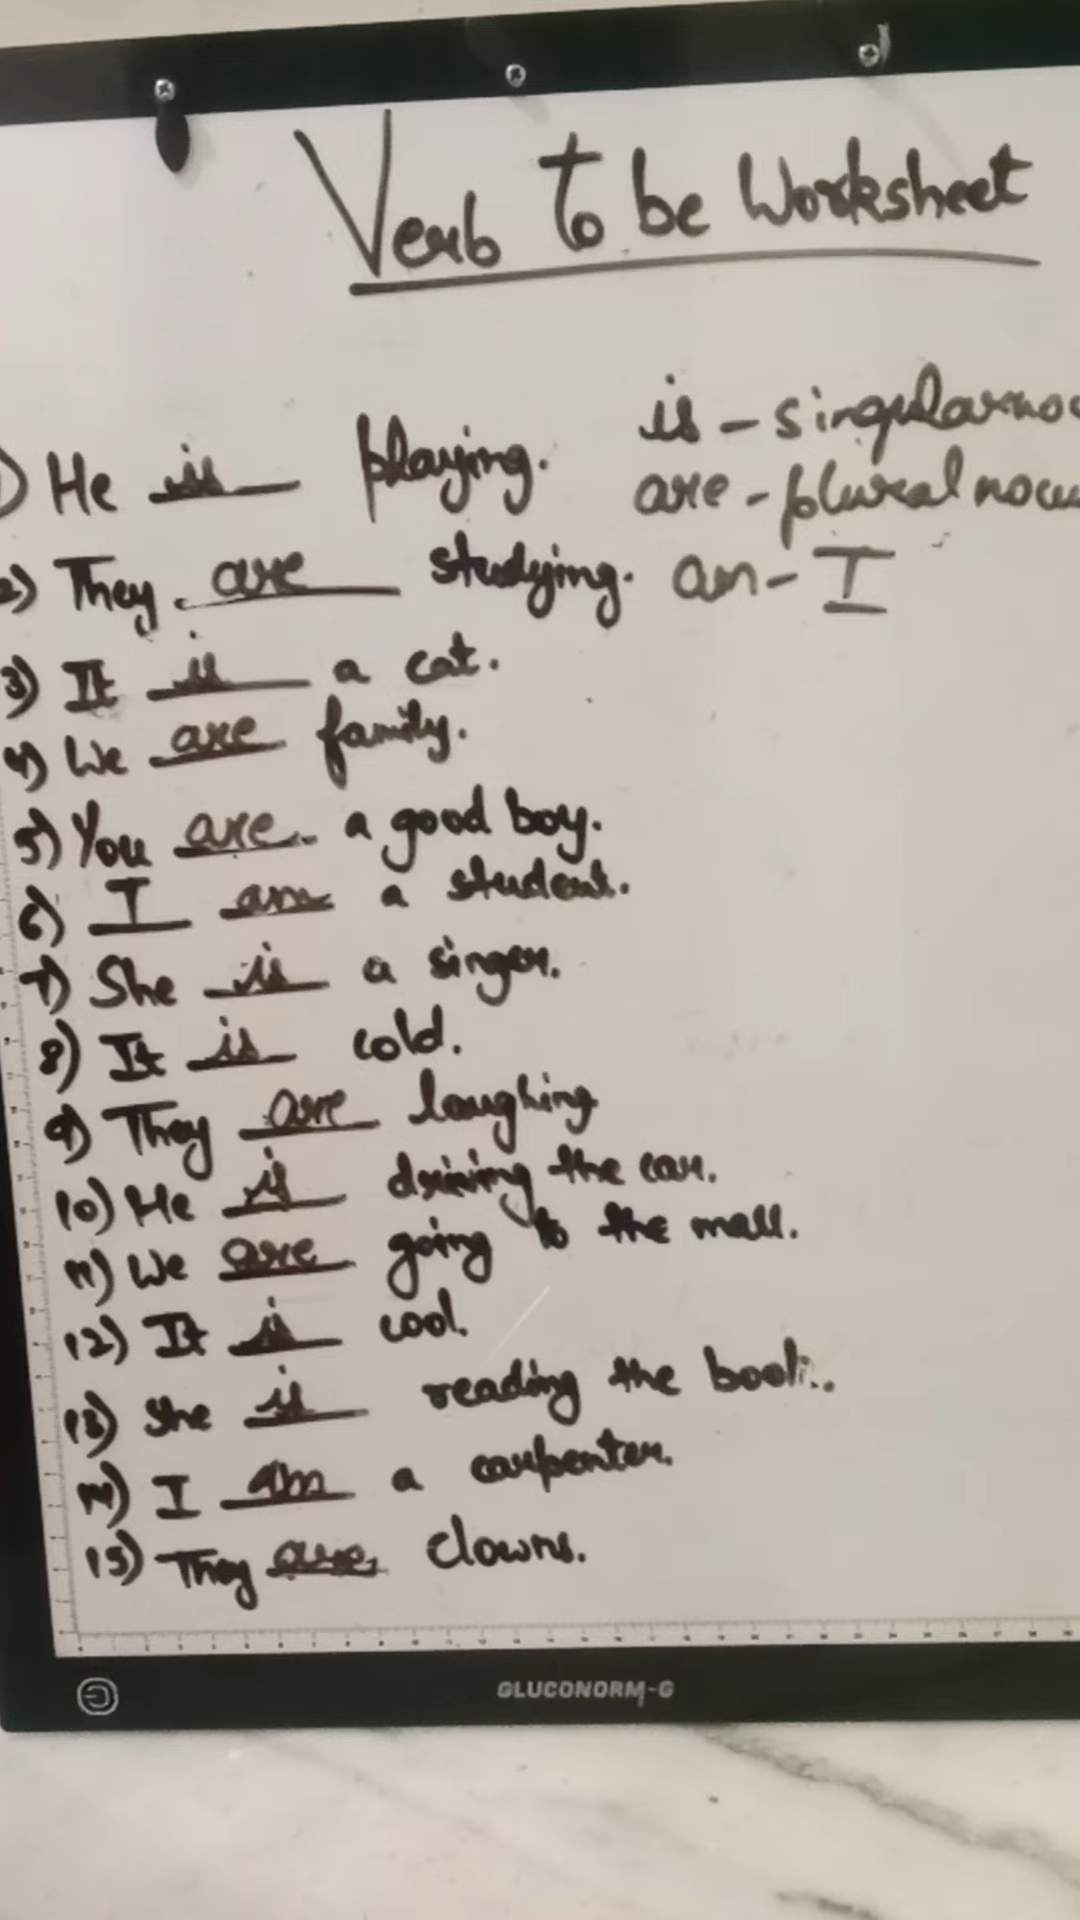 Verb To be Worksheet
1) He is playing. is - singular nou
2) They are studying. are - plural nou
am - I
3) It is a cat.
4) We are family.
5) You are a good boy.
6) I am a student.
7) She is a singer.
8) It is cold.
9) They are laughing
10) He is driving the car.
11) We are going to the mall.
12) It is cool.
13) She is reading the book.
14) I am a carpenter.
15) They are clowns.
GLUCONORM-G